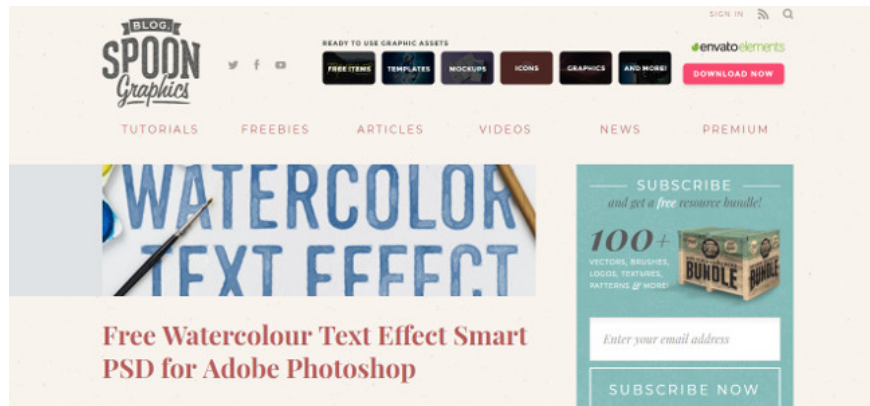 SIGN IN
BLOG.
SPOON
Graphics
READY TO USE GRAPHIC ASSETS
FREE ITEMS
TEMPLATES
MOCKUPS
ICONS
GRAPHICS
AND MORE!
envatoelements
DOWNLOAD NOW
TUTORIALS
FREEBIES
ARTICLES
VIDEOS
NEWS
PREMIUM
WATERCOLOR
TEXT EFFECT
Free Watercolour Text Effect Smart
PSD for Adobe Photoshop
SUBSCRIBE
and get a free resource bundle!
100+
VECTORS, BRUSHES,
LOGOS, TEXTURES,
PATTERNS & MORE!
BUNDLE
BUNDLE
Enter your email address
SUBSCRIBE NOW